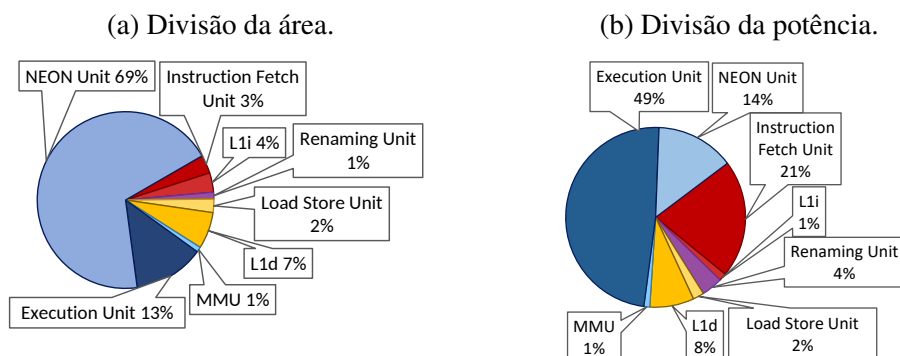 (a) Divisão da área.
NEON Unit 69%
Instruction Fetch
Unit 3%
L1i 4%
Renaming Unit
1%
Load Store Unit
2%
L1d 7%
MMU 1%
Execution Unit 13%
(b) Divisão da potência.
Execution Unit
49%
NEON Unit
14%
Instruction
Fetch Unit
21%
L1i
1%
Renaming Unit
4%
Load Store Unit
2%
L1d
8%
MMU
1%